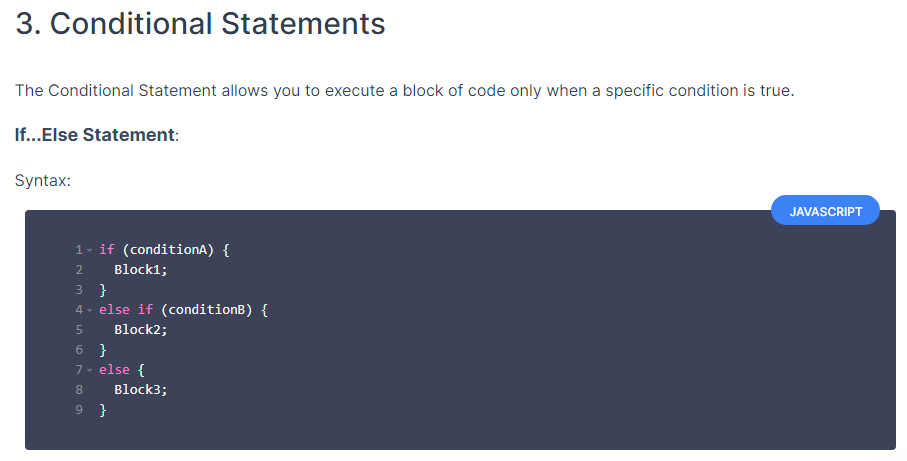 3. Conditional Statements
The Conditional Statement allows you to execute a block of code only when a specific condition is true.
If...Else Statement:
Syntax:
JAVASCRIPT
1 if (conditionA) {
2   Block1;
3 }
4 else if (conditionB) {
5   Block2;
6 }
7 else {
8   Block3;
9 }